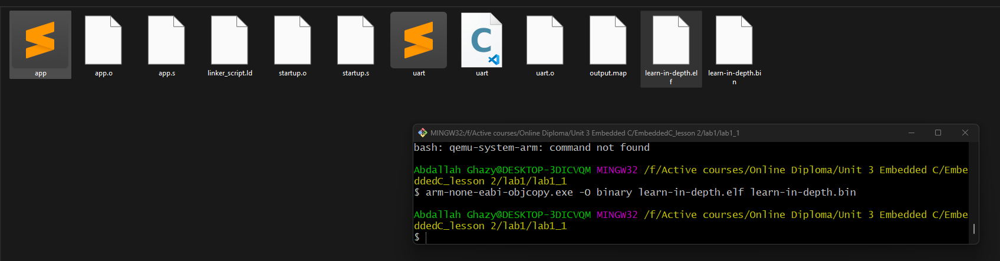 app
app.o
app.s
linker_script.ld
startup.o
startup.s
uart
C
uart
uart.o
output.map
learn-in-depth.el
f
learn-in-depth.bi
n
MINGW32:/f/Active courses/Online Diploma/Unit 3 Embedded C/EmbeddedC_lesson 2/lab1/lab1_1
bash: qemu-system-arm: command not found
Abdallah Ghazy@DESKTOP-3DICVQM MINGW32 /f/Active courses/Online Diploma/Unit 3 Embedded C/Embe
ddedC_lesson 2/lab1/lab1_1
$ arm-none-eabi-objcopy.exe -O binary learn-in-depth.elf learn-in-depth.bin
Abdallah Ghazy@DESKTOP-3DICVQM MINGW32 /f/Active courses/Online Diploma/Unit 3 Embedded C/Embe
ddedC_lesson 2/lab1/lab1_1
$